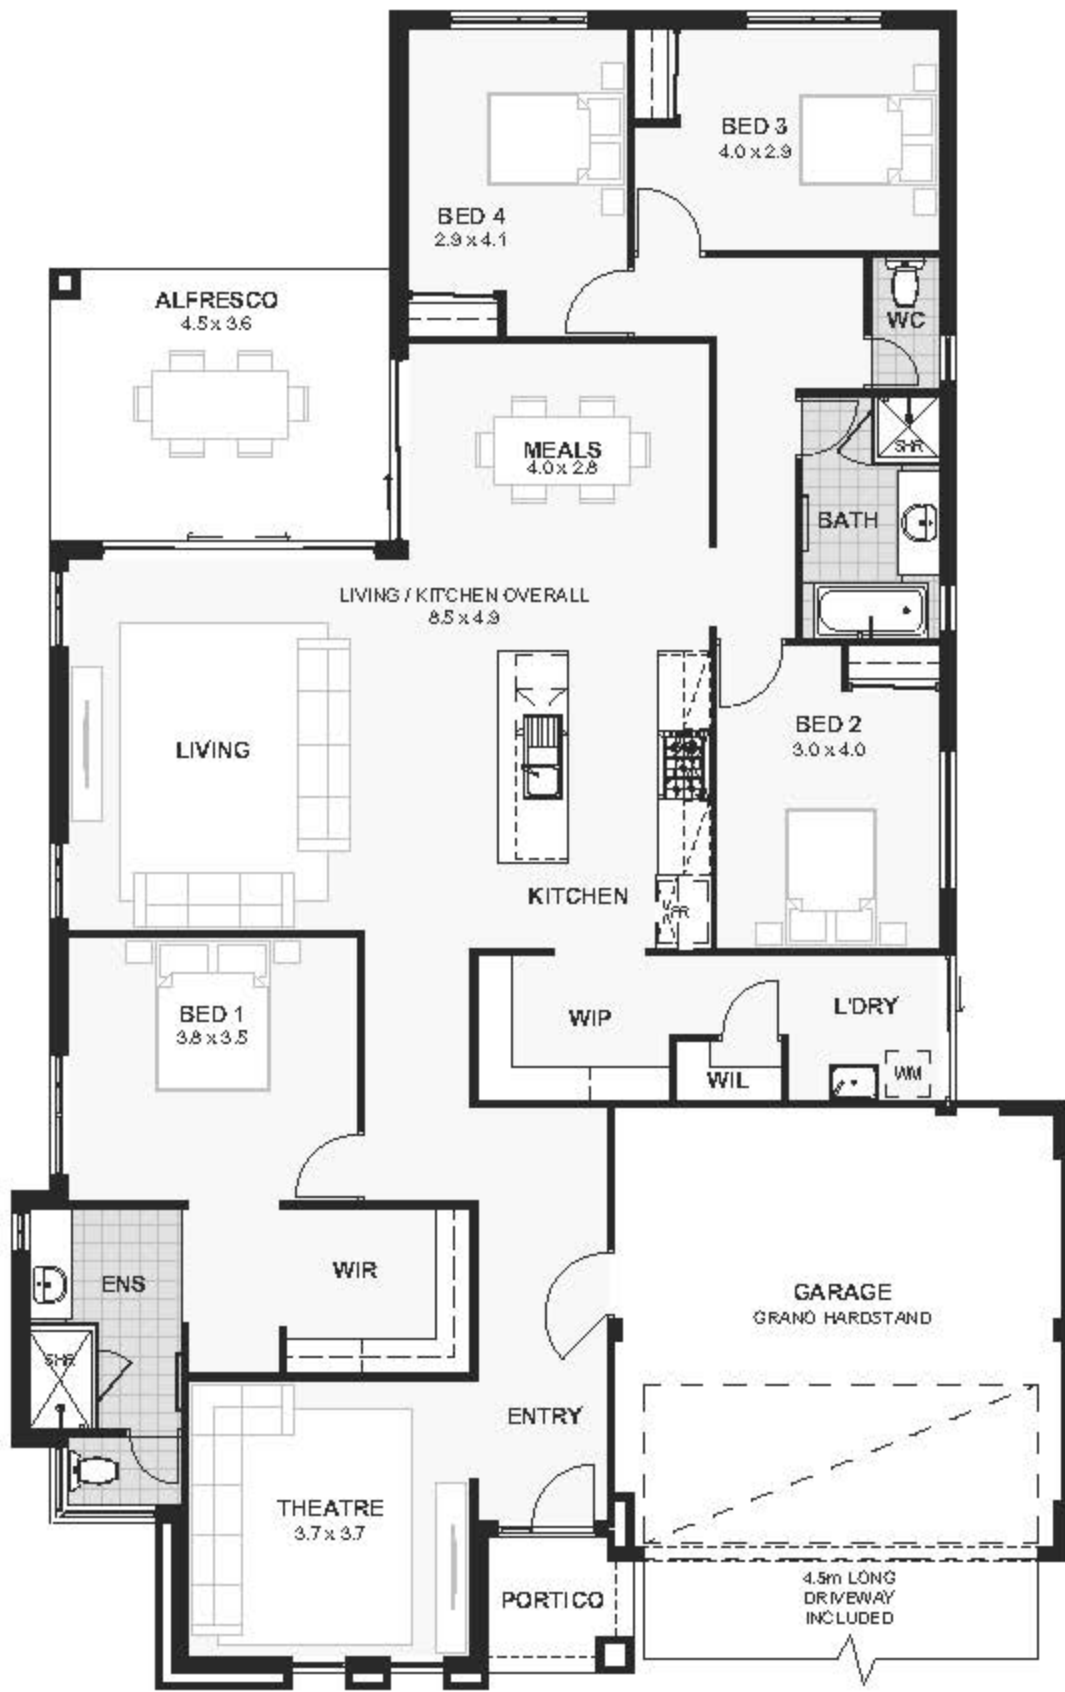 BED 3
4.0 x 2.9
BED 4
2.9 x 4.1
ALFRESCO
4.5 x 3.6
WC
MEALS
4.0 x 2.8
SHR
BATH
LIVING / KITCHEN OVERALL
8.5 x 4.9
LIVING
BED 2
3.0 x 4.0
KITCHEN
FR
BED 1
3.8 x 3.5
WIP
L'DRY
WIL
WM
ENS
WIR
GARAGE
GRANO HARDSTAND
SHR
ENTRY
THEATRE
3.7 x 3.7
PORTICO
4.5m LONG
DRIVEWAY
INCLUDED